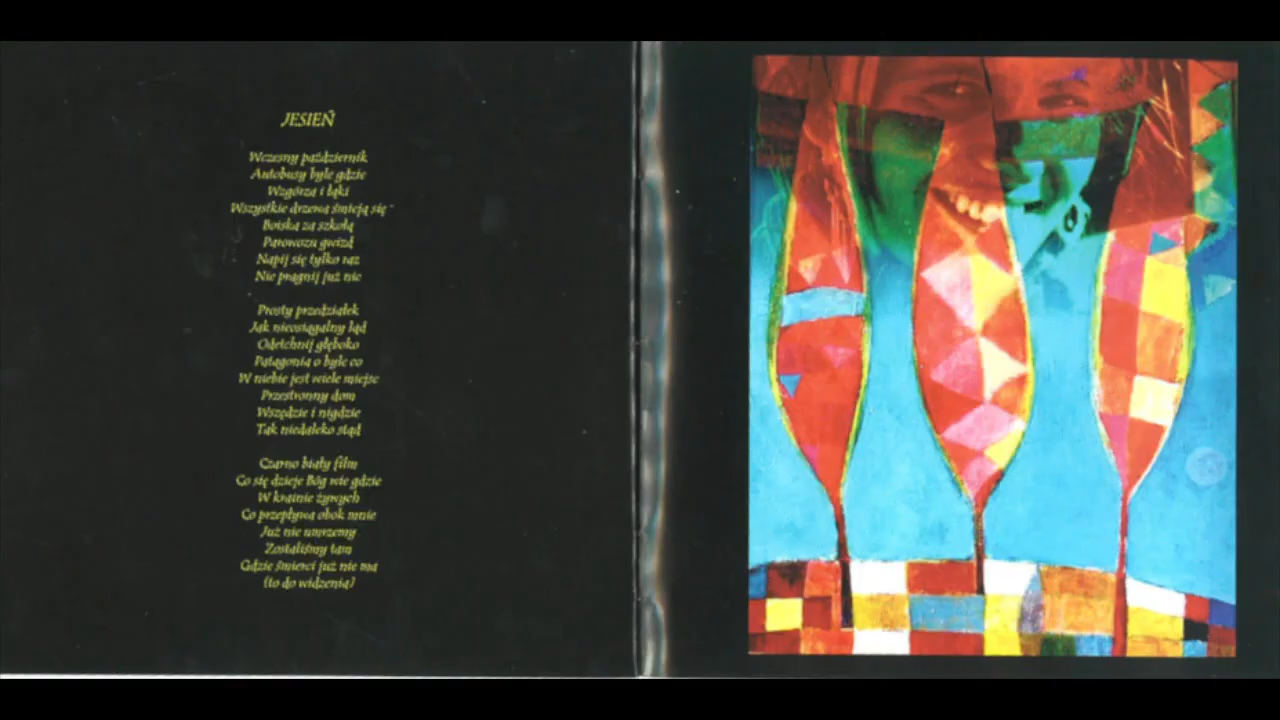 JESIEŃ
Wczesny październik
Autobusy byle gdzie
Wzgórza i łąki
Wszystkie drzewa śmieją się
Boiska za szkołą
Parowozu gwizd
Napij się tylko raz
Nie pragnij już nic
Prosty przedziałek
Jak nieosiągalny ląd
Odetchnij głęboko
Patagonia o byle co
W niebie jest wiele miejsc
Przestronny dom
Wszędzie i nigdzie
Tak niedaleko stąd
Czarno biały film
Co się dzieje Bóg wie gdzie
W krainie żywych
Co przepływa obok mnie
Już nie umrzemy
Zostaliśmy tam
Gdzie śmierci już nie ma
(to do widzenia)